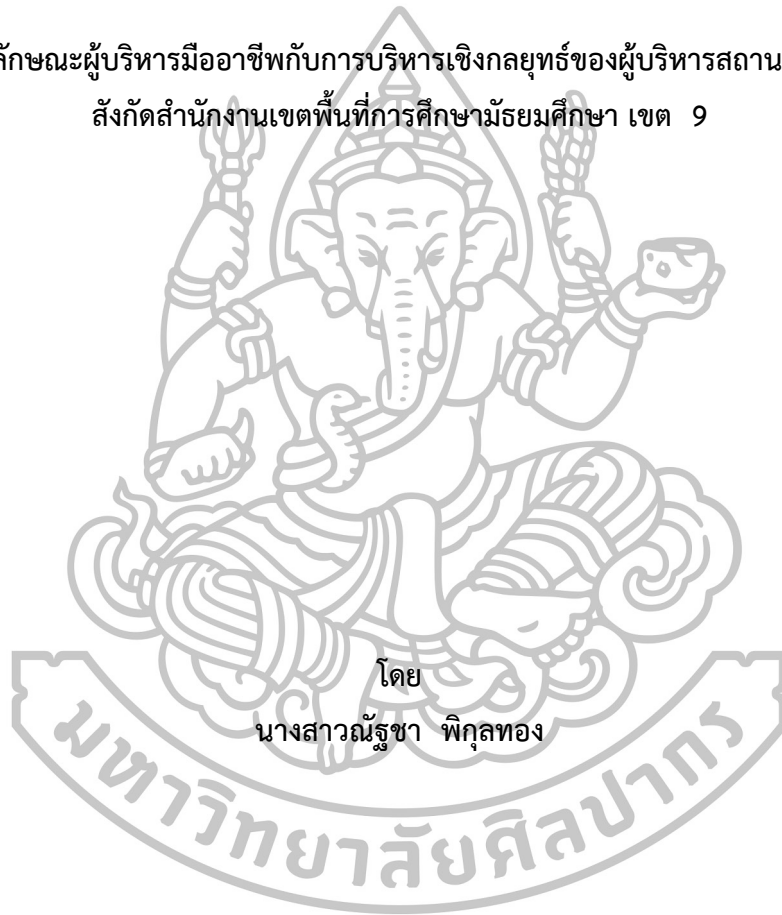 ลักษณะผู้บริหารมืออาชีพกับการบริหารเชิงกลยุทธ์ของผู้บริหารสถาน
สังกัดสำนักงานเขตพื้นที่การศึกษามัธยมศึกษา เขต 9
โดย
นางสาวณัฐชา พิกุลทอง
มหาวิทยาลัยศิลปากร